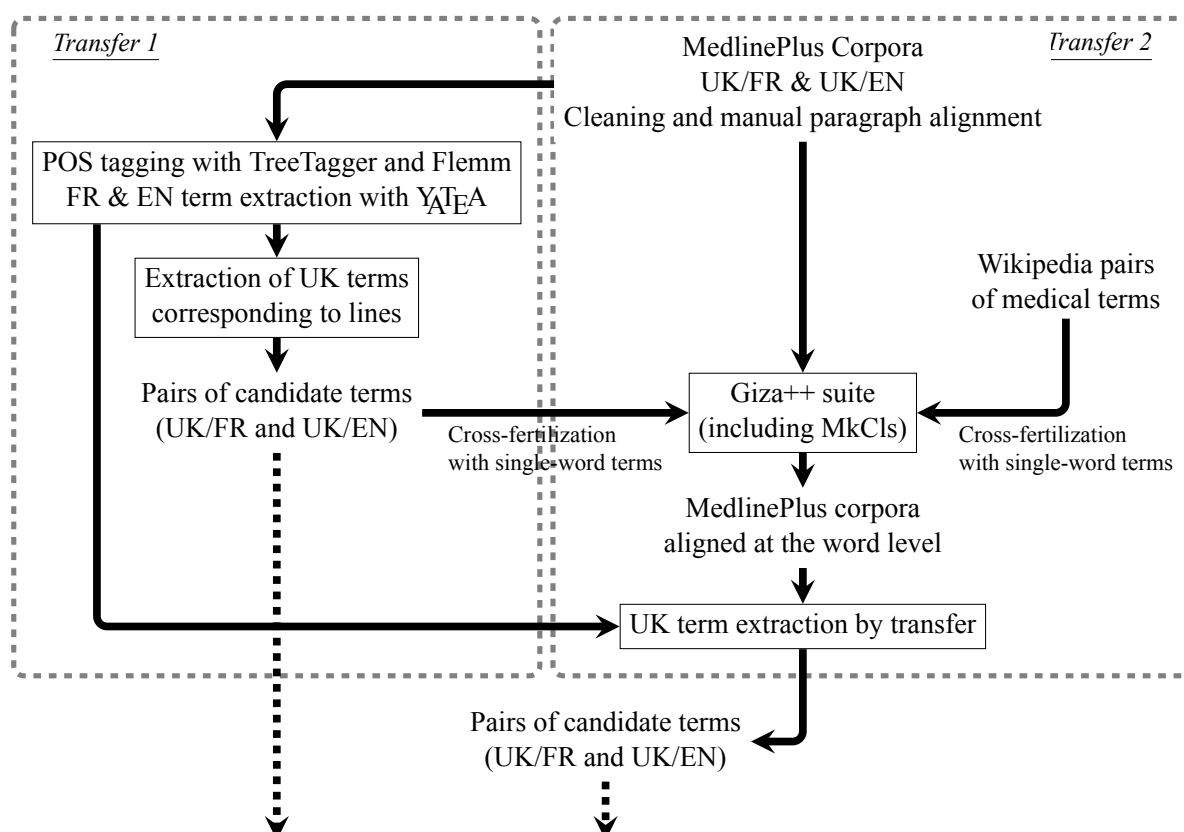 Transfer 1
MedlinePlus Corpora
UK/FR & UK/EN
Cleaning and manual paragraph alignment
Transfer 2
POS tagging with TreeTagger and Flemm
FR & EN term extraction with YATEA
Extraction of UK terms
corresponding to lines
Wikipedia pairs
of medical terms
Pairs of candidate terms
(UK/FR and UK/EN)
Cross-fertilization
with single-word terms
Giza++ suite
(including MkCls)
Cross-fertilization
with single-word terms
MedlinePlus corpora
aligned at the word level
UK term extraction by transfer
Pairs of candidate terms
(UK/FR and UK/EN)